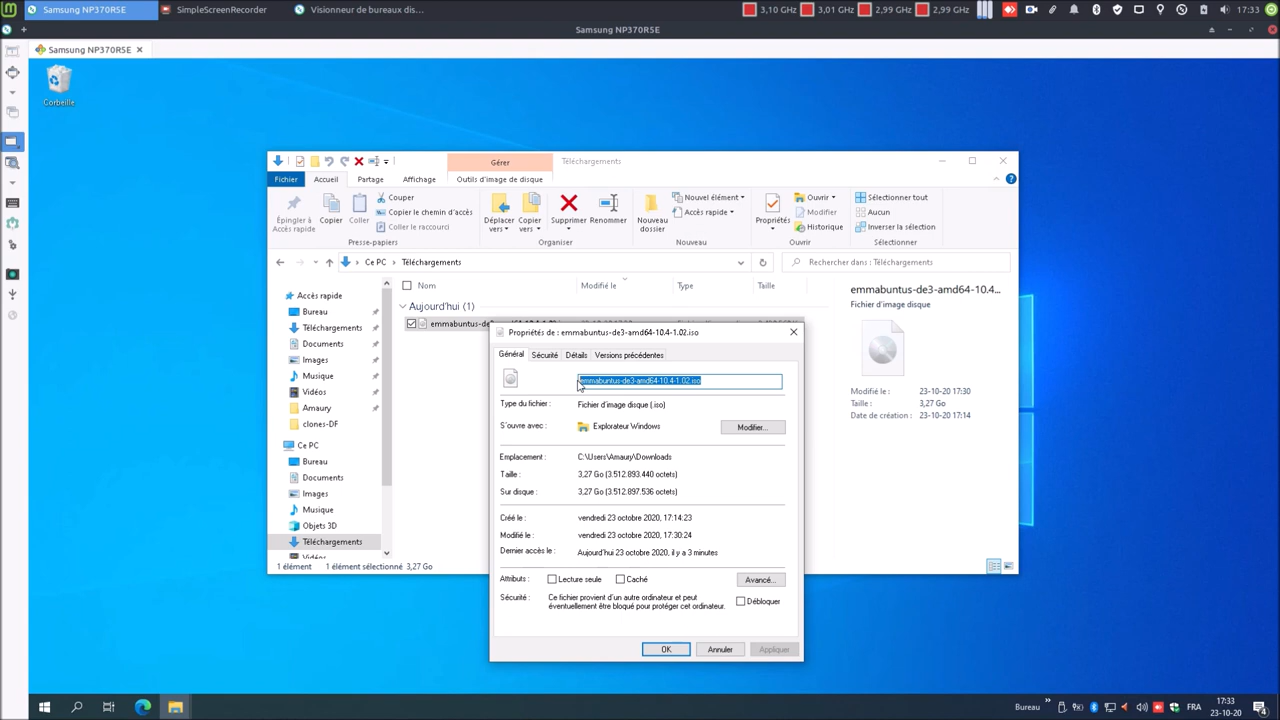 Samsung NP370R5E
SimpleScreenRecorder
Visionneur de bureaux dis...
3,10 GHz
3,01 GHz
2,99 GHz
2,99 GHz
17:33
Samsung NP370R5E
Samsung NP370R5E
Corbeille
Gérer
Téléchargements
Fichier
Accueil
Partage
Affichage
Outils d'image de disque
Épingler à
Accès rapide
Copier
Coller
Couper
Copier le chemin d'accès
Coller le raccourci
Presse-papiers
Déplacer
vers
Copier
vers
Supprimer
Renommer
Organiser
Nouveau
dossier
Nouvel élément
Accès rapide
Nouveau
Propriétés
Ouvrir
Modifier
Historique
Ouvrir
Sélectionner tout
Aucun
Inverser la sélection
Sélectionner
Ce PC
Téléchargements
Rechercher dans : Téléchargements
Nom
Modifié le
Type
Taille
Aujourd'hui (1)
Accès rapide
Bureau
Téléchargements
Documents
Images
Musique
Vidéos
Amaury
clones-DF
Ce PC
Bureau
Documents
Images
Musique
Objets 3D
Téléchargements
Vidéos
1 élément
1 élément sélectionné 3,27 Go
emmabuntus-de3-amd64-10.4...
Fichier d'image disque
Modifié le :
23-10-20 17:30
Taille :
3,27 Go
Date de création :
23-10-20 17:14
Propriétés de : emmabuntus-de3-amd64-10.4-1.02.iso
Général
Sécurité
Détails
Versions précédentes
emmabuntus-de3-amd64-10.4-1.02.iso
Type du fichier :
Fichier d'image disque (.iso)
S'ouvre avec :
Explorateur Windows
Modifier...
Emplacement :
C:\Users\Amaury\Downloads
Taille :
3,27 Go (3.512.893.440 octets)
Sur disque :
3,27 Go (3.512.897.536 octets)
Créé le :
vendredi 23 octobre 2020, 17:14:23
Modifié le :
vendredi 23 octobre 2020, 17:30:24
Dernier accès le :
Aujourd'hui 23 octobre 2020, il y a 3 minutes
Attributs :
Lecture seule
Caché
Avancé...
Sécurité :
Ce fichier provient d'un autre ordinateur et peut
éventuellement être bloqué pour protéger cet ordinateur.
Débloquer
OK
Annuler
Appliquer
Bureau
FRA
17:33
23-10-20
4